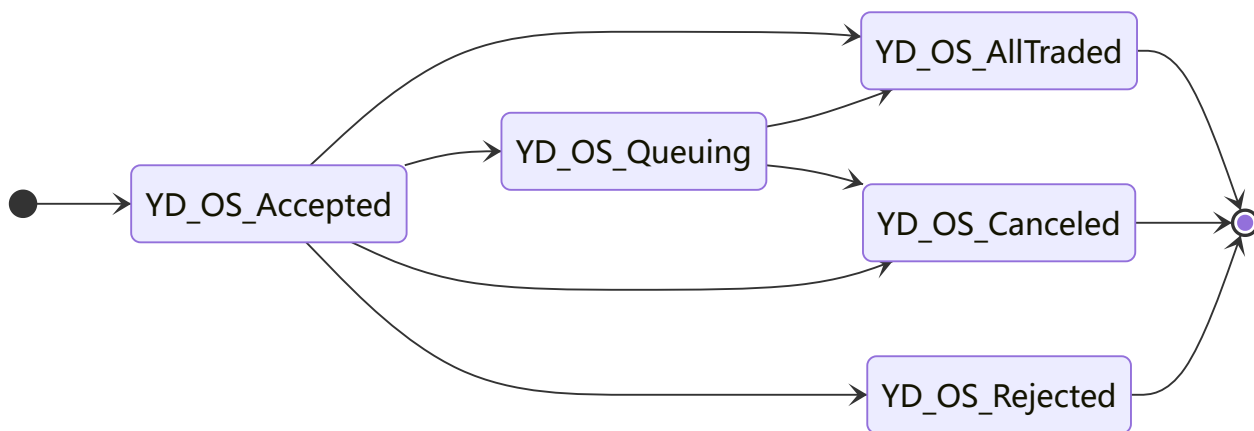 YD_OS_AllTraded
YD_OS_Queuing
YD_OS_Accepted
YD_OS_Canceled
YD_OS_Rejected